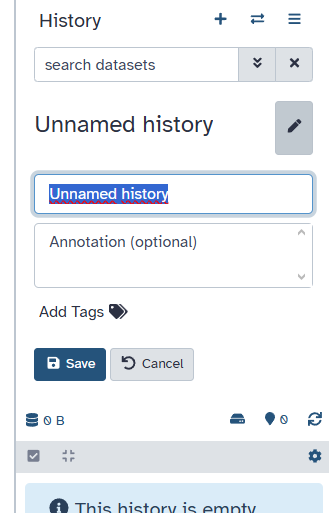 History
search datasets
Unnamed history
Unnamed history
Annotation (optional)
Add Tags
Save Cancel
0 B 0
This history is empty